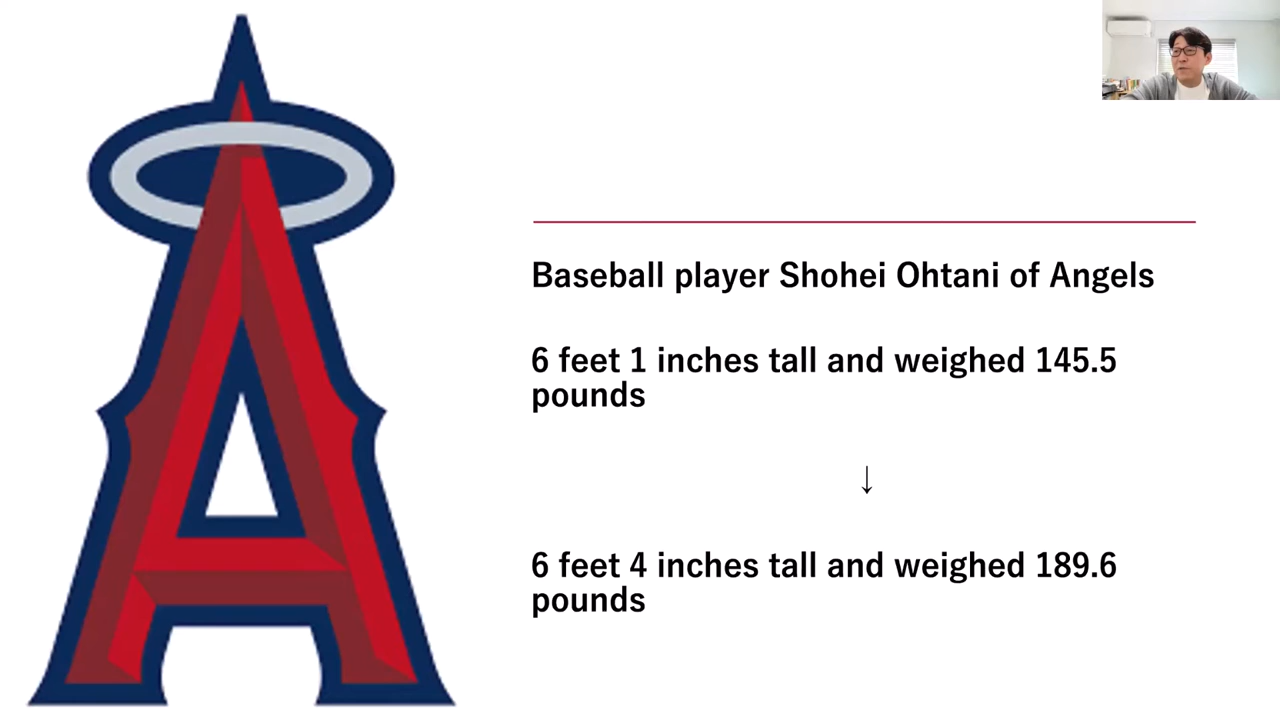 Baseball player Shohei Ohtani of Angels
6 feet 1 inches tall and weighed 145.5
pounds
↓
6 feet 4 inches tall and weighed 189.6
pounds